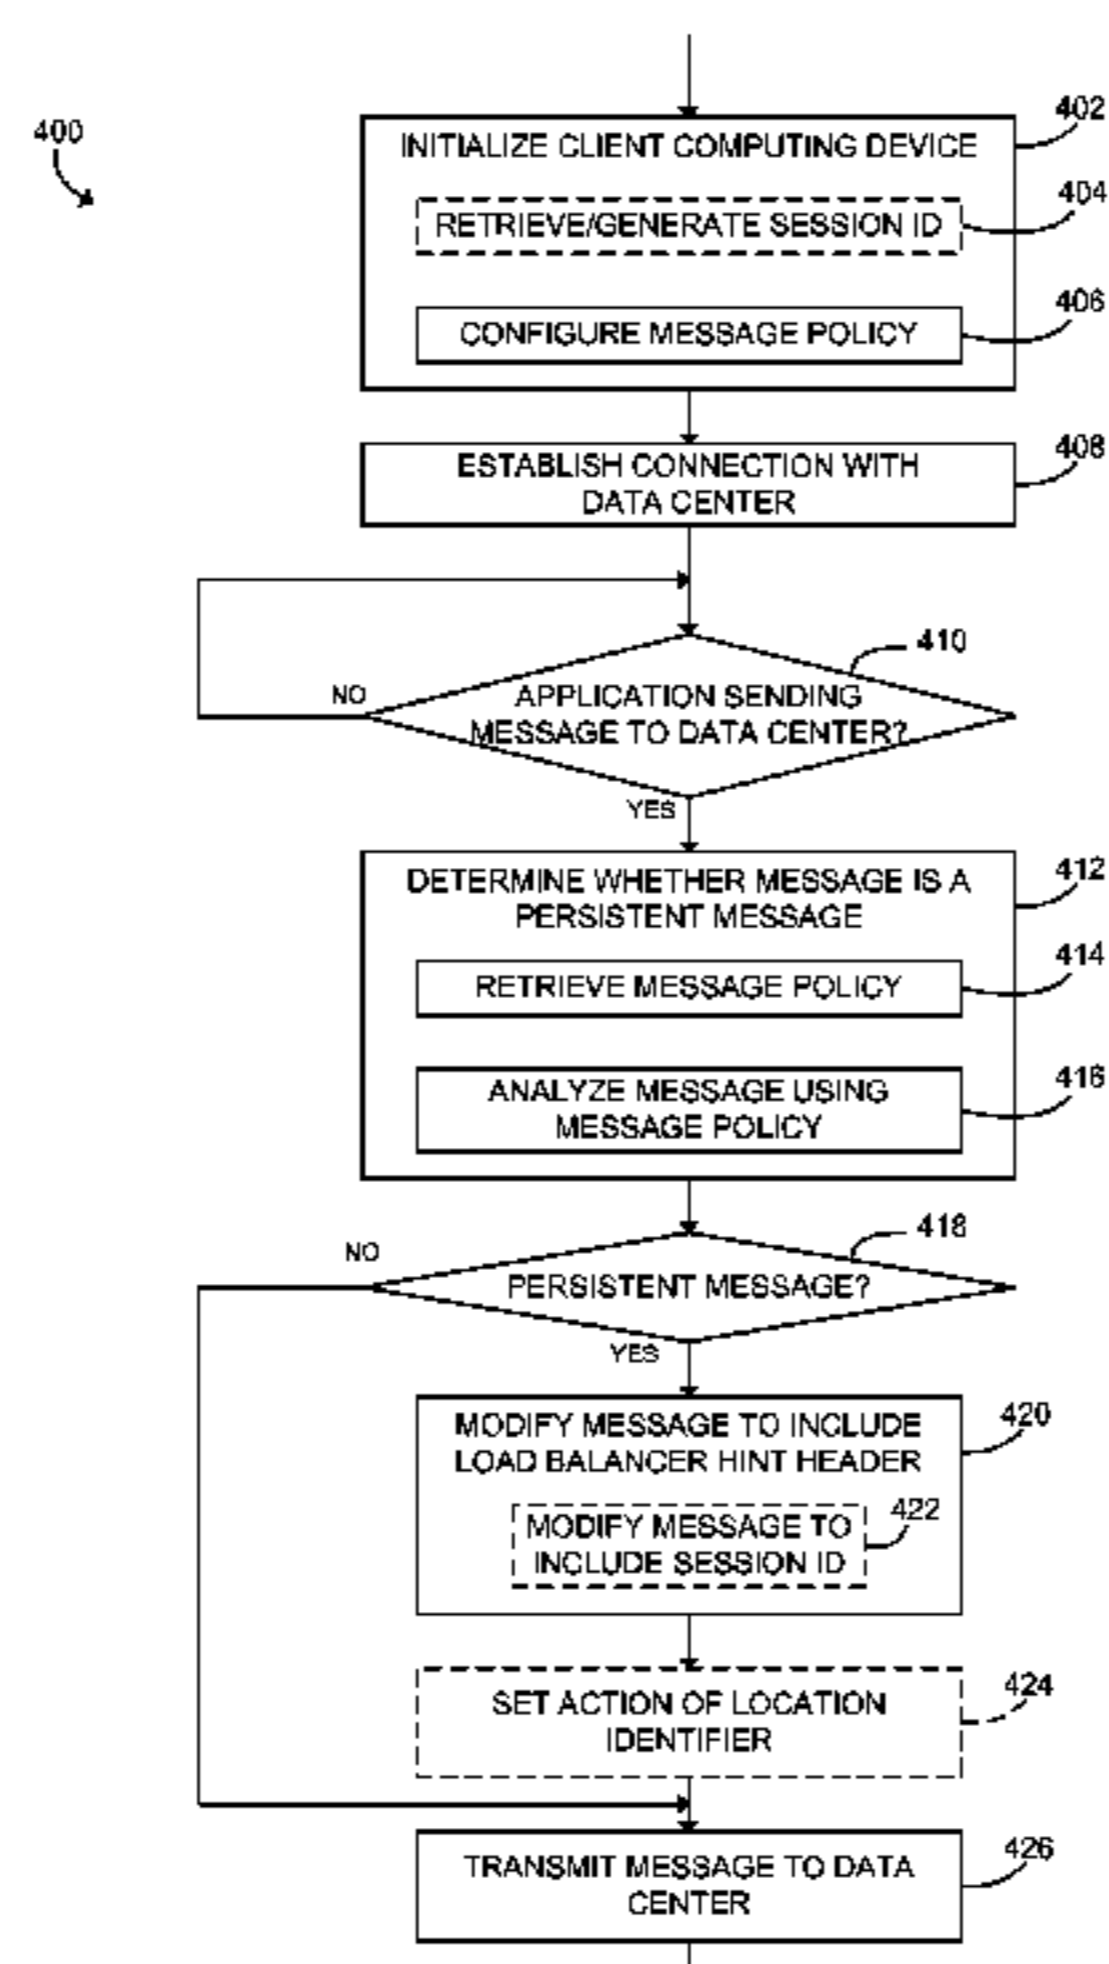 400
402
INITIALIZE CLIENT COMPUTING DEVICE
404
RETRIEVE/GENERATE SESSION ID
406
CONFIGURE MESSAGE POLICY
408
ESTABLISH CONNECTION WITH
DATA CENTER
410
NO
APPLICATION SENDING
MESSAGE TO DATA CENTER?
YES
412
DETERMINE WHETHER MESSAGE IS A
PERSISTENT MESSAGE
414
RETRIEVE MESSAGE POLICY
416
ANALYZE MESSAGE USING
MESSAGE POLICY
418
NO
PERSISTENT MESSAGE?
YES
420
MODIFY MESSAGE TO INCLUDE
LOAD BALANCER HINT HEADER
422
MODIFY MESSAGE TO
INCLUDE SESSION ID
424
SET ACTION OF LOCATION
IDENTIFIER
426
TRANSMIT MESSAGE TO DATA
CENTER